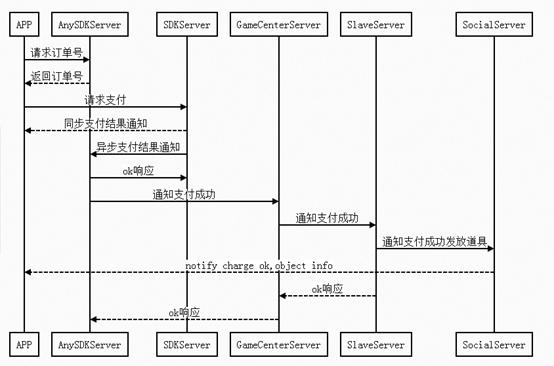 APP AnySDKServer SDKServer GameCenterServer SlaveServer SocialServer
请求订单号
返回订单号
请求支付
同步支付结果通知
异步支付结果通知
ok响应
通知支付成功
通知支付成功
通知支付成功发放道具
notify charge ok,object info
ok响应
ok响应
APP AnySDKServer SDKServer GameCenterServer SlaveServer SocialServer